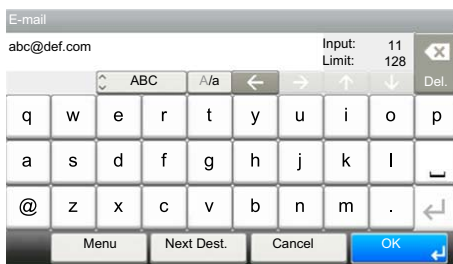 E-mail
abc@def.com Input: 11
Limit: 128
ABC A/a Del.
q w e r t y u i o p
a s d f g h j k l
@ z x c v b n m .
Menu Next Dest. Cancel OK